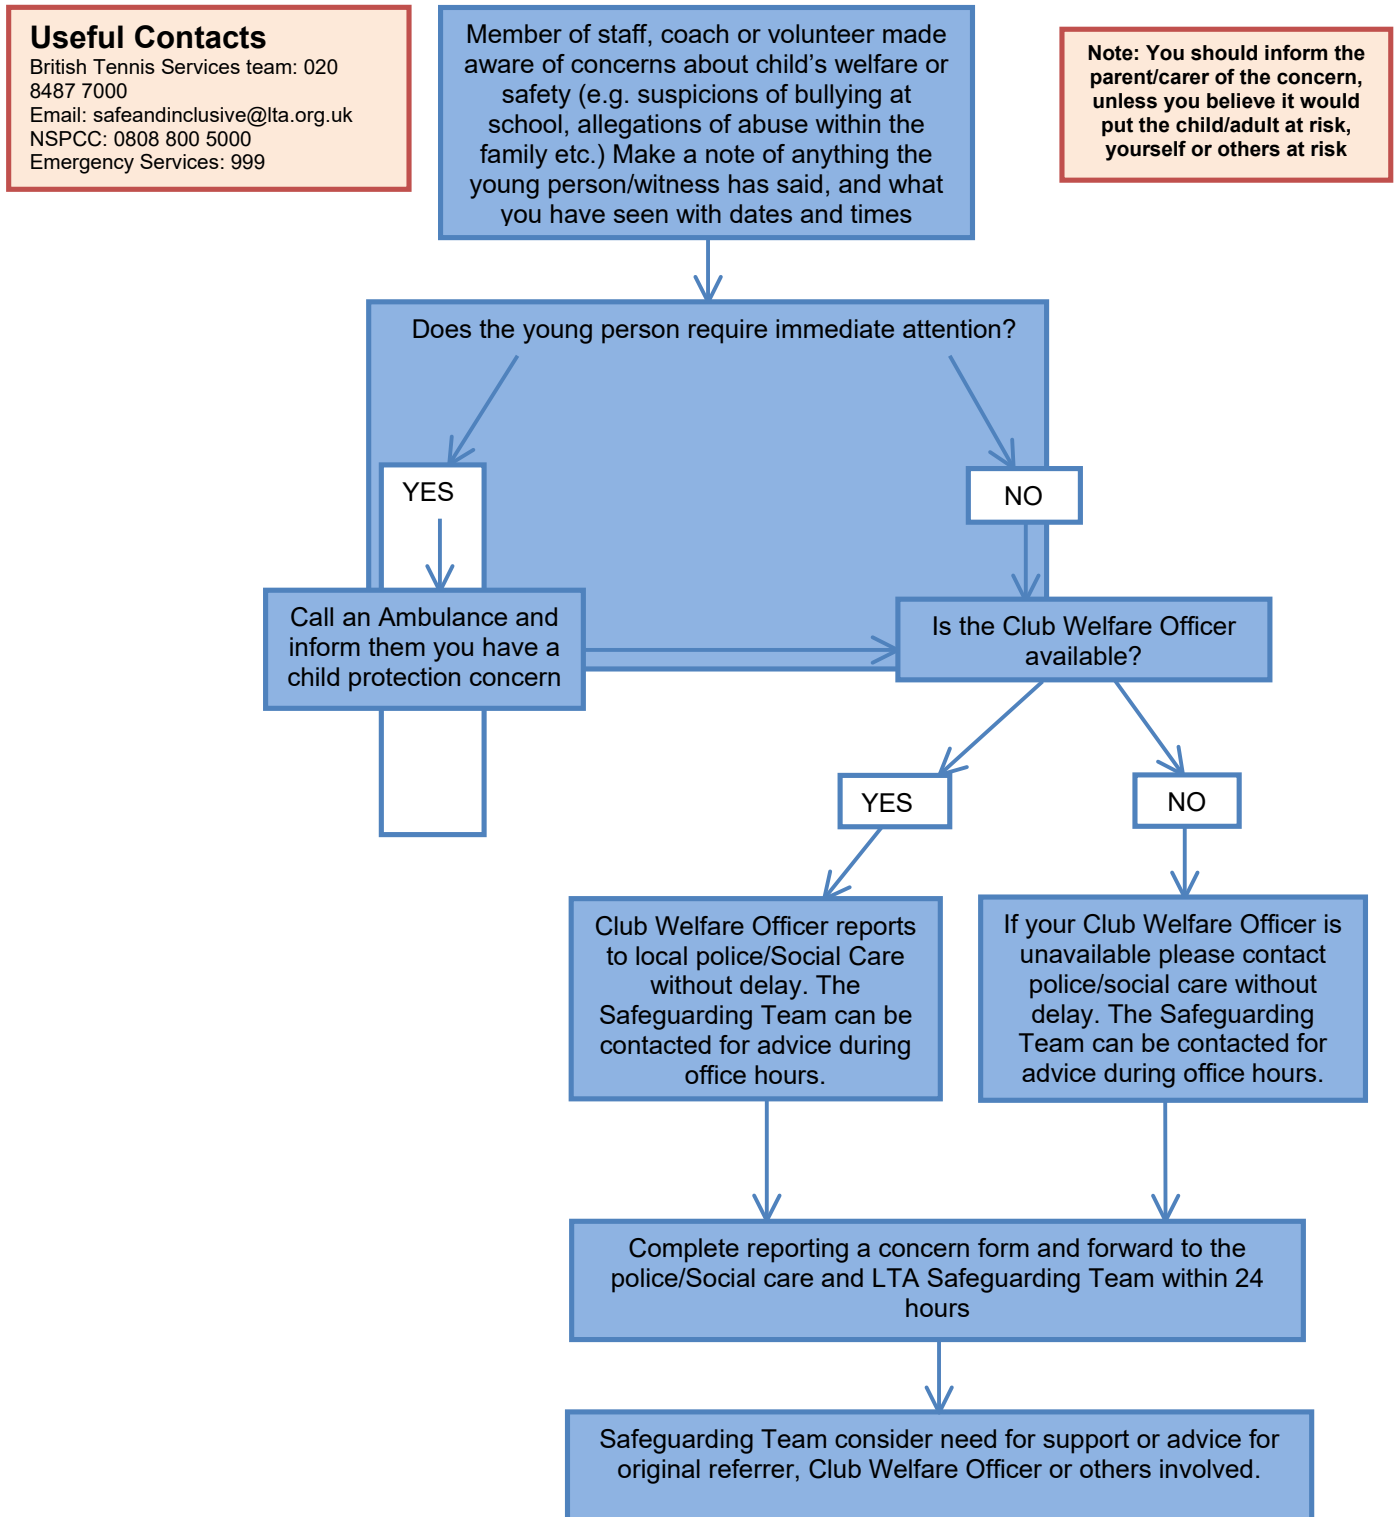 Useful Contacts
British Tennis Services team: 020
8487 7000
Email: safeandinclusive@lta.org.uk
NSPCC: 0808 800 5000
Emergency Services: 999
Member of staff, coach or volunteer made
aware of concerns about child’s welfare or
safety (e.g. suspicions of bullying at
school, allegations of abuse within the
family etc.) Make a note of anything the
young person/witness has said, and what
you have seen with dates and times
Note: You should inform the
parent/carer of the concern,
unless you believe it would
put the child/adult at risk,
yourself or others at risk
Does the young person require immediate attention?
YES
NO
Call an Ambulance and
inform them you have a
child protection concern
Is the Club Welfare Officer
available?
YES
NO
Club Welfare Officer reports
to local police/Social Care
without delay. The
Safeguarding Team can be
contacted for advice during
office hours.
If your Club Welfare Officer is
unavailable please contact
police/social care without
delay. The Safeguarding
Team can be contacted for
advice during office hours.
Complete reporting a concern form and forward to the
police/Social care and LTA Safeguarding Team within 24
hours
Safeguarding Team consider need for support or advice for
original referrer, Club Welfare Officer or others involved.